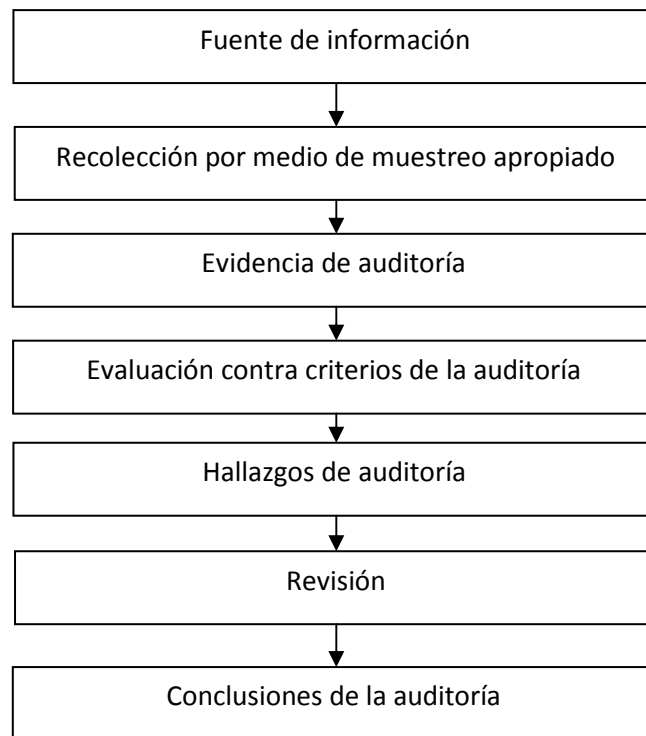 Fuente de información
Recolección por medio de muestreo apropiado
Evidencia de auditoría
Evaluación contra criterios de la auditoría
Hallazgos de auditoría
Revisión
Conclusiones de la auditoría